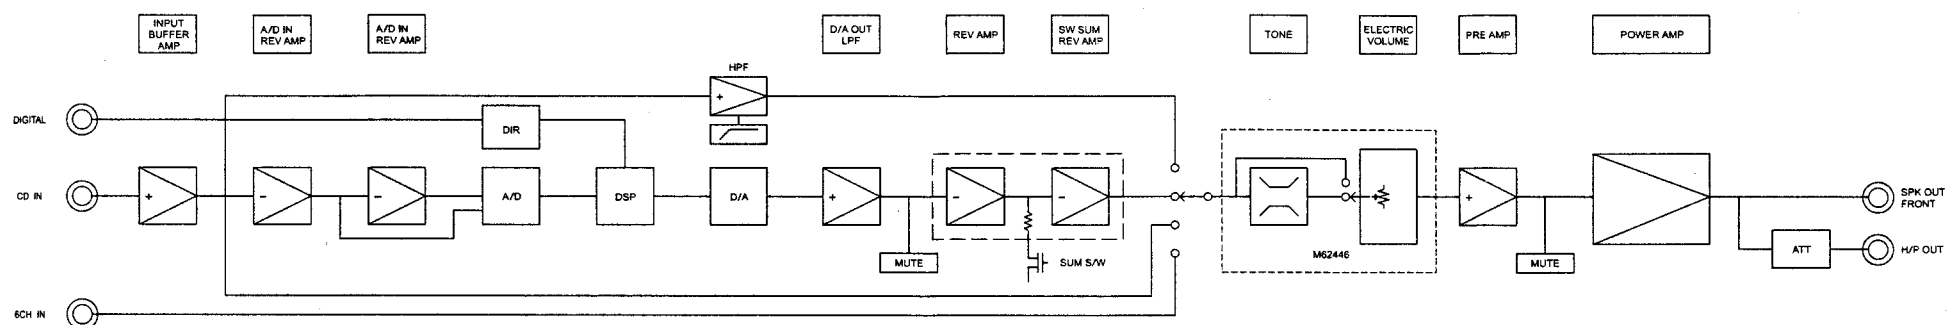 INPUT
BUFFER
AMP
A/D IN
REV AMP
A/D IN
REV AMP
D/A OUT
LPF
REV AMP
SW SUM
REV AMP
TONE
ELECTRIC
VOLUME
PRE AMP
POWER AMP
HPF
+
DIGITAL
DIR
CD IN
+
-
-
A/D
DSP
D/A
+
-
-
+
+
SPK OUT
FRONT
MUTE
SUM S/W
M62446
MUTE
ATT
H/P OUT
6CH IN